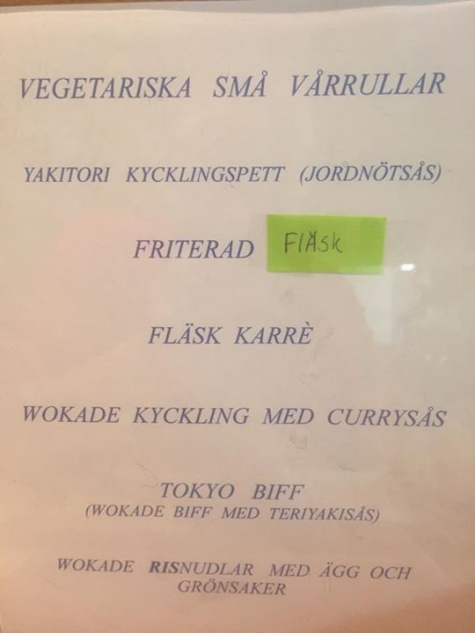 VEGETARISKA SMÅ VÅRRULLAR
YAKITORI KYCKLINGSPETT (JORDNÖTSÅS)
FRITERAD Fläsk
FLÄSK KARRÈ
WOKADE KYCKLING MED CURRYSÅS
TOKYO BIFF
(WOKADE BIFF MED TERIYAKISÅS)
WOKADE RISNUDLAR MED ÄGG OCH
GRÖNSAKER